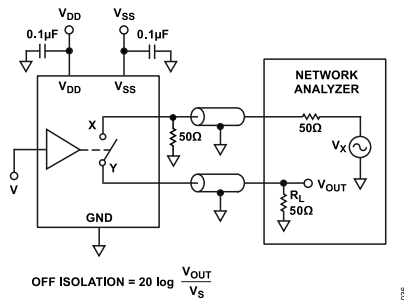 VDD
VSS
0.1µF
0.1µF
VDD
VSS
NETWORK
ANALYZER
X
50Ω
50Ω
VX
Y
V
VOUT
RL
50Ω
GND
OFF ISOLATION = 20 log VOUT
VS
036